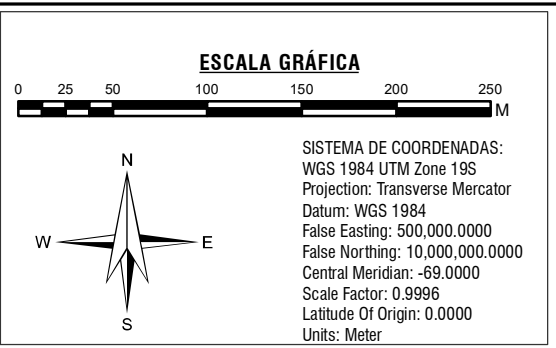 ESCALA GRÁFICA
0 25 50 100 150 200 250
M
N
W E
S
SISTEMA DE COORDENADAS:
WGS 1984 UTM Zone 19S
Projection: Transverse Mercator
Datum: WGS 1984
False Easting: 500,000.0000
False Northing: 10,000,000.0000
Central Meridian: -69.0000
Scale Factor: 0.9996
Latitude Of Origin: 0.0000
Units: Meter